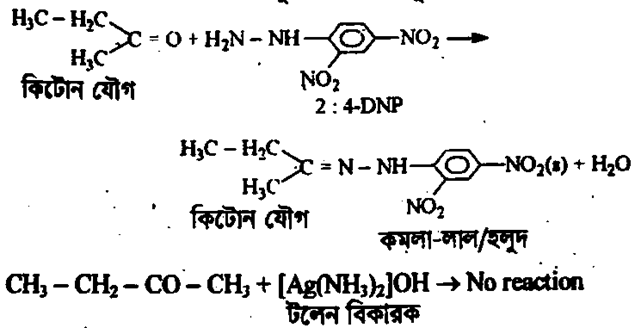 H₃C – H₂C
C = O + H₂N – NH – NO₂ ⟶
H₃C
NO₂
কিটোন যৌগ
2 : 4-DNP
H₃C – H₂C
C = N – NH – NO₂(s) + H₂O
H₃C
NO₂
কিটোন যৌগ
কমলা-লাল/হলুদ
CH₃ – CH₂ – CO – CH₃ + [Ag(NH₃)₂]OH → No reaction
টলেন বিকারক